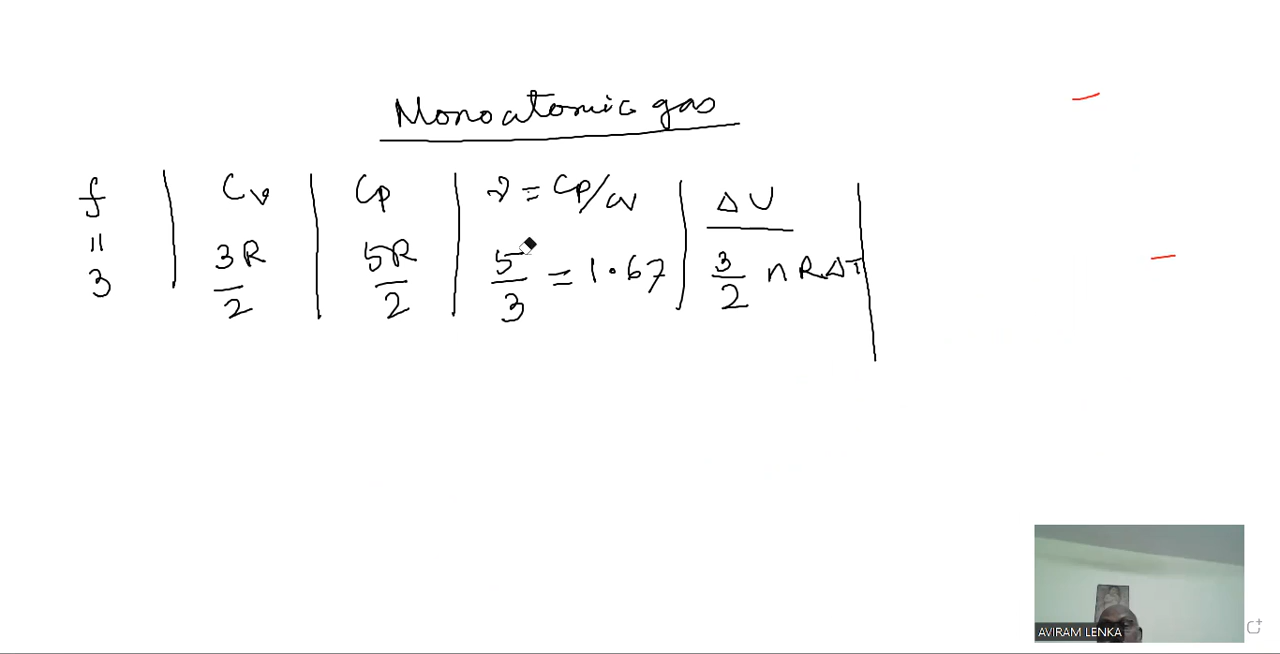 Monoatomic gas
f | Cv | Cp | γ = Cp/Cv | ΔU |
= 3 | 3R/2 | 5R/2 | 5/3 = 1.67 | 3/2 nRΔT |
AVIRAM LENKA